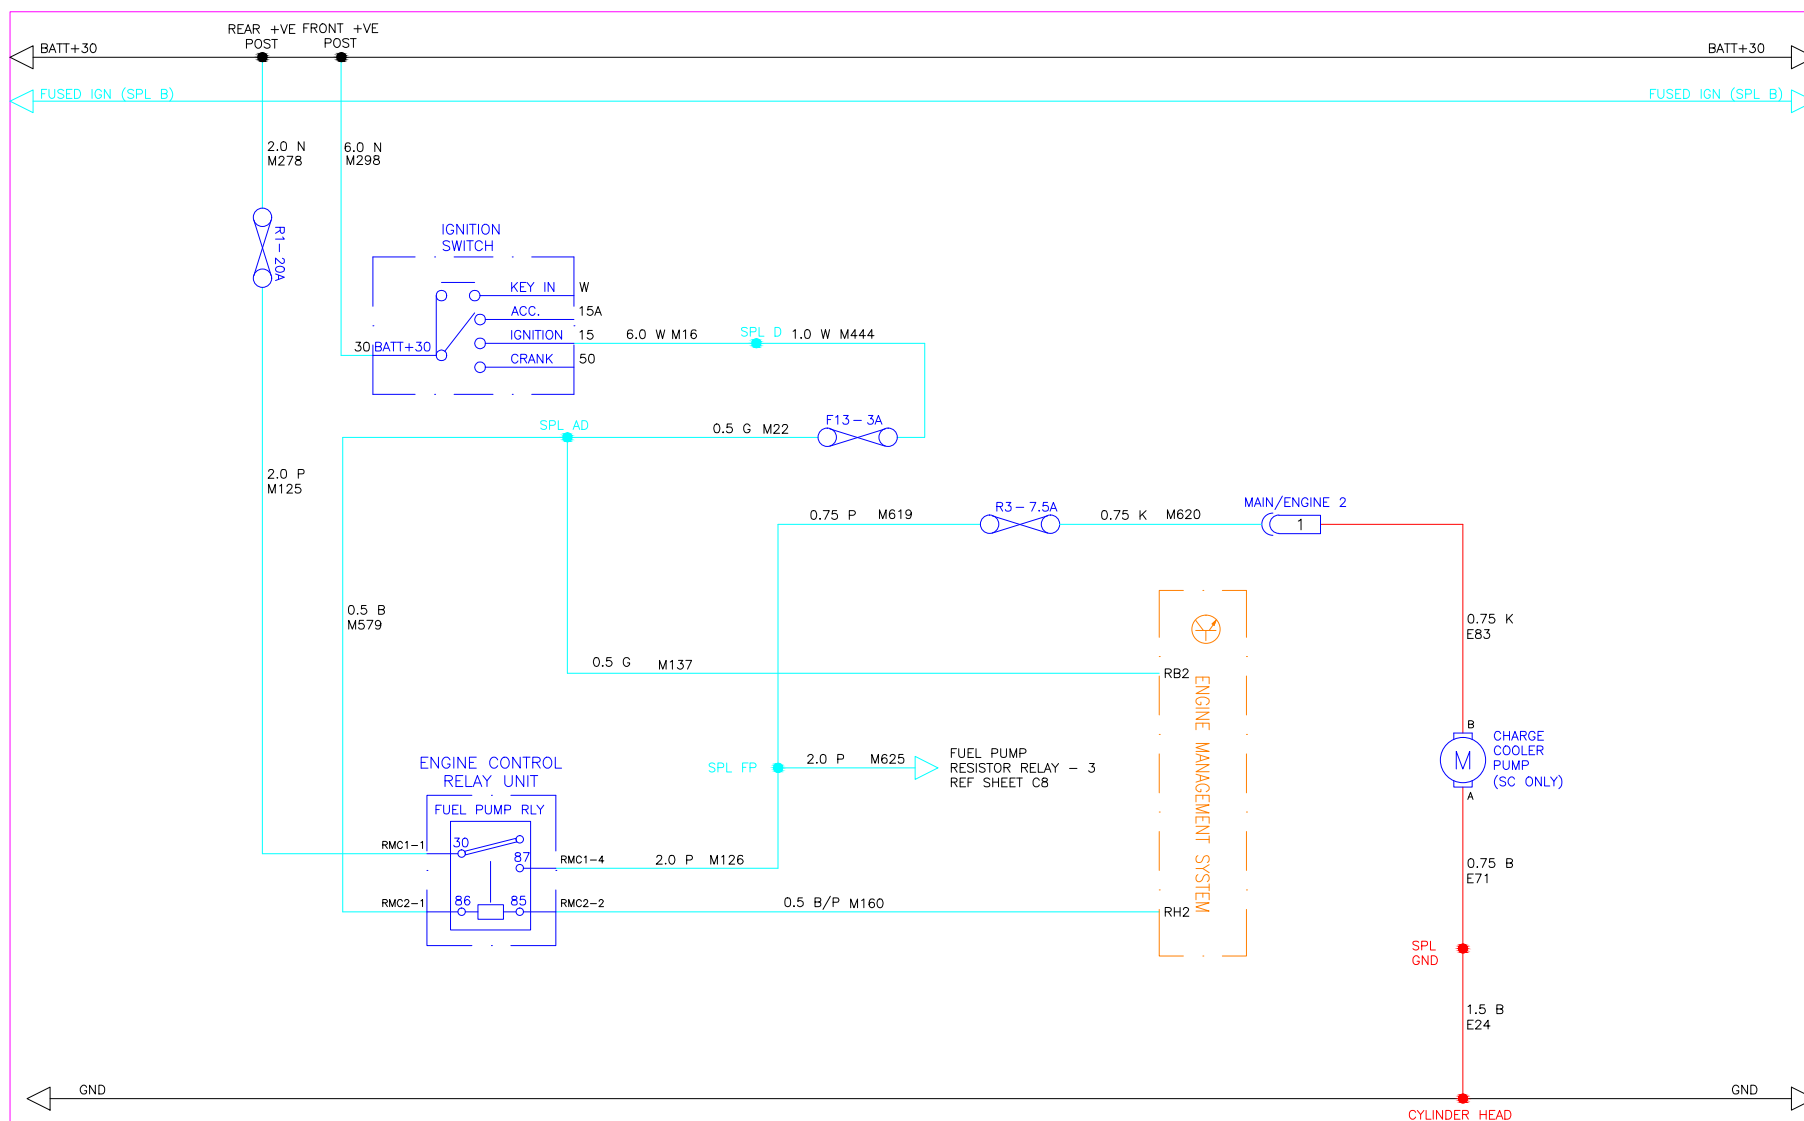 REAR +VE
POST
FRONT +VE
POST
BATT+30
BATT+30
FUSED IGN (SPL B)
FUSED IGN (SPL B)
2.0 N
M278
6.0 N
M298
R1-20A
IGNITION
SWITCH
KEY IN
W
ACC.
15A
IGNITION
15
CRANK
50
30
BATT+30
6.0 W M16
SPL D
1.0 W M444
SPL AD
0.5 G M22
F13-3A
2.0 P
M125
0.75 P M619
R3-7.5A
0.75 K M620
MAIN/ENGINE 2
1
0.5 B
M579
0.75 K
E83
0.5 G M137
RB2
ENGINE MANAGEMENT SYSTEM
B
M
CHARGE
COOLER
PUMP
(SC ONLY)
A
SPL FP
2.0 P M625
FUEL PUMP
RESISTOR RELAY - 3
REF SHEET C8
ENGINE CONTROL
RELAY UNIT
FUEL PUMP RLY
RMC1-1
30
87
RMC1-4
2.0 P M126
RMC2-1
86
85
RMC2-2
0.5 B/P M160
RH2
0.75 B
E71
SPL
GND
1.5 B
E24
GND
GND
CYLINDER HEAD